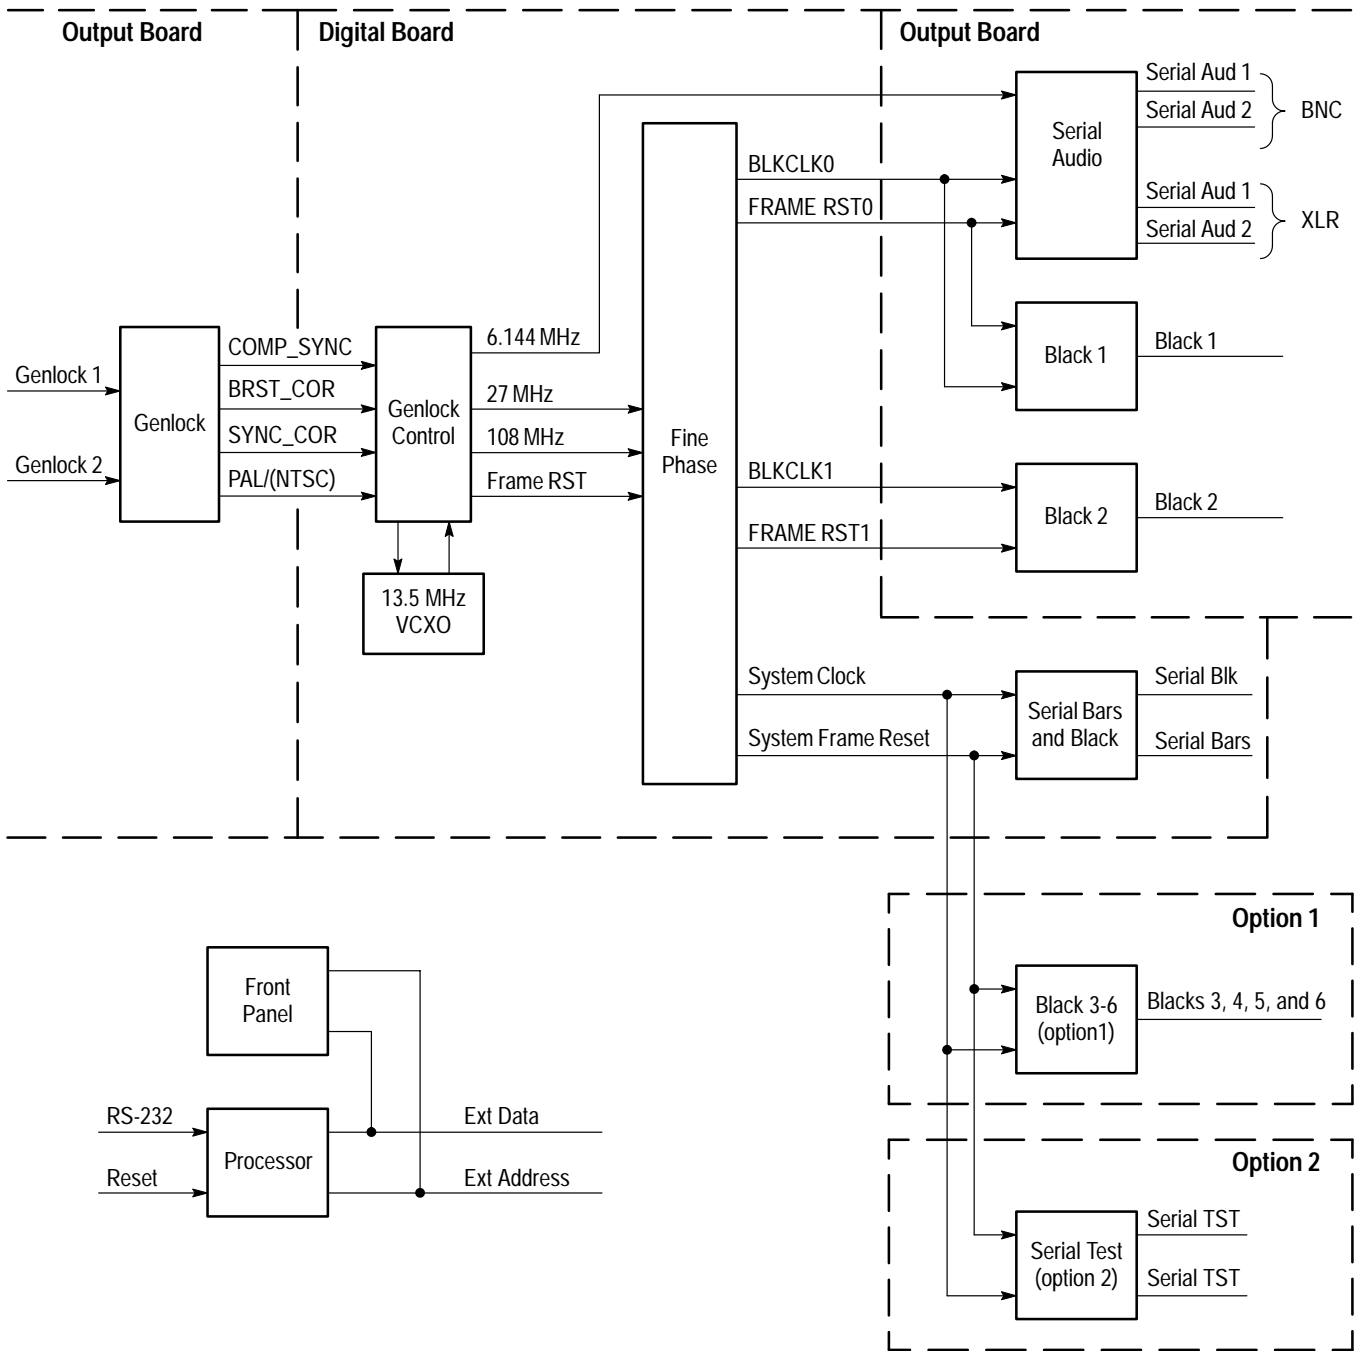 Output Board
Digital Board
Output Board
Serial Aud 1
Serial Aud 2
BNC
Serial
Audio
Serial Aud 1
Serial Aud 2
XLR
BLKCLK0
FRAME RST0
6.144 MHz
COMP_SYNC
BRST_COR
SYNC_COR
PAL/(NTSC)
Genlock 1
Genlock 2
Genlock
Genlock
Control
27 MHz
108 MHz
Frame RST
Fine
Phase
Black 1
Black 1
BLKCLK1
FRAME RST1
Black 2
Black 2
13.5 MHz
VCXO
System Clock
System Frame Reset
Serial Bars
and Black
Serial Blk
Serial Bars
Option 1
Black 3-6
(option1)
Blacks 3, 4, 5, and 6
Front
Panel
RS-232
Reset
Processor
Ext Data
Ext Address
Option 2
Serial Test
(option 2)
Serial TST
Serial TST